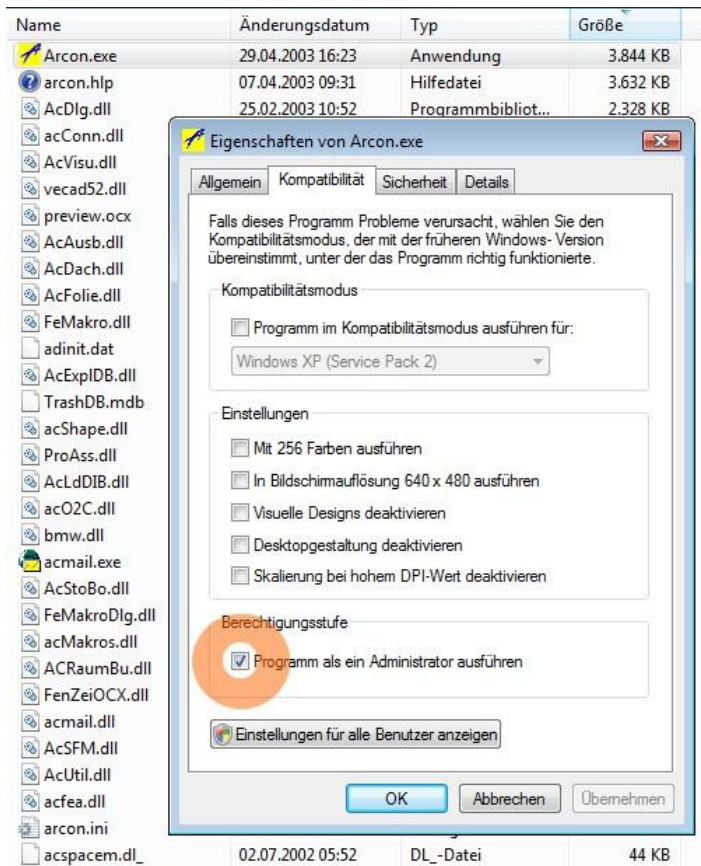 Name Änderungsdatum Typ Größe
Arcon.exe 29.04.2003 16:23 Anwendung 3.844 KB
arcon.hlp 07.04.2003 09:31 Hilfedatei 3.632 KB
AcDlg.dll 25.02.2003 10:52 Programmbibliot... 2.328 KB
acConn.dll
AcVisu.dll
vecad52.dll
preview.ocx
AcAusb.dll
AcDach.dll
AcFolie.dll
FeMakro.dll
adinit.dat
AcExplDB.dll
TrashDB.mdb
acShape.dll
ProAss.dll
AcLdDIB.dll
acO2C.dll
bmw.dll
acmail.exe
AcStoBo.dll
FeMakroDlg.dll
acMakros.dll
ACRaumBu.dll
FenZeiOCX.dll
acmail.dll
AcSFM.dll
AcUtil.dll
acfea.dll
arcon.ini
acspacem.dl_ 02.07.2002 05:52 DL_-Datei 44 KB
Eigenschaften von Arcon.exe
Allgemein Kompatibilität Sicherheit Details
Falls dieses Programm Probleme verursacht, wählen Sie den
Kompatibilitätsmodus, der mit der früheren Windows- Version
übereinstimmt, unter der das Programm richtig funktionierte.
Kompatibilitätsmodus
Programm im Kompatibilitätsmodus ausführen für:
Windows XP (Service Pack 2)
Einstellungen
Mit 256 Farben ausführen
In Bildschirmauflösung 640 x 480 ausführen
Visuelle Designs deaktivieren
Desktopgestaltung deaktivieren
Skalierung bei hohem DPI-Wert deaktivieren
Berechtigungsstufe
Programm als ein Administrator ausführen
Einstellungen für alle Benutzer anzeigen
OK Abbrechen Übernehmen